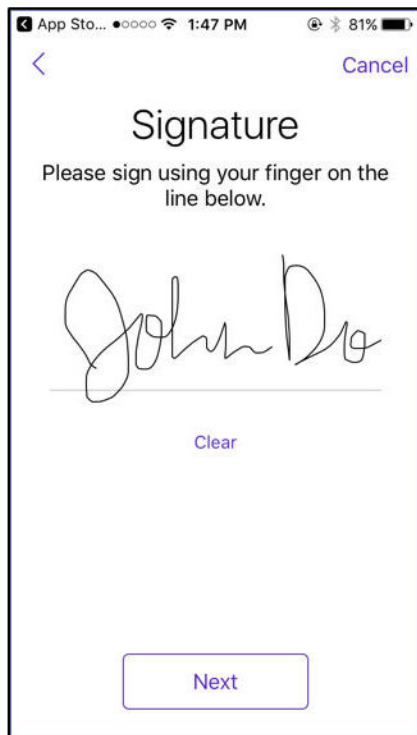 App Sto... 1:47 PM 81%
Cancel
Signature
Please sign using your finger on the
line below.
John Do
Clear
Next